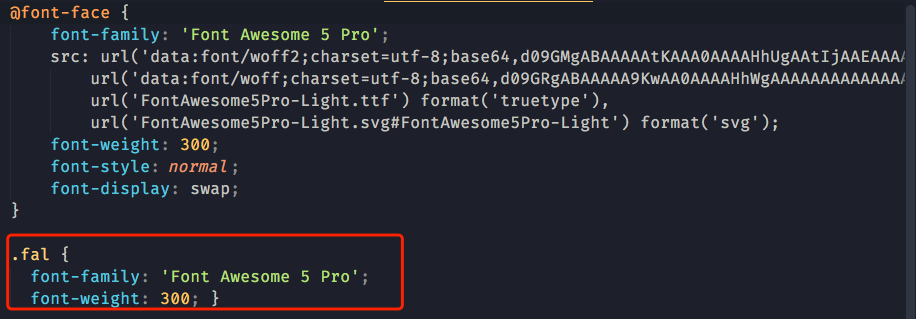 @font-face {
font-family: 'Font Awesome 5 Pro';
src: url('data:font/woff2;charset=utf-8;base64,d09GMgABAAAAAtKAAA0AAAAHhUgAAtIjAAEAAA
url('data:font/woff;charset=utf-8;base64,d09GRgABAAAAA9KwAA0AAAAHhWgAAAAAAAAAAAAA
url('FontAwesome5Pro-Light.ttf') format('truetype'),
url('FontAwesome5Pro-Light.svg#FontAwesome5Pro-Light') format('svg');
font-weight: 300;
font-style: normal;
font-display: swap;
}
.fal {
font-family: 'Font Awesome 5 Pro';
font-weight: 300; }